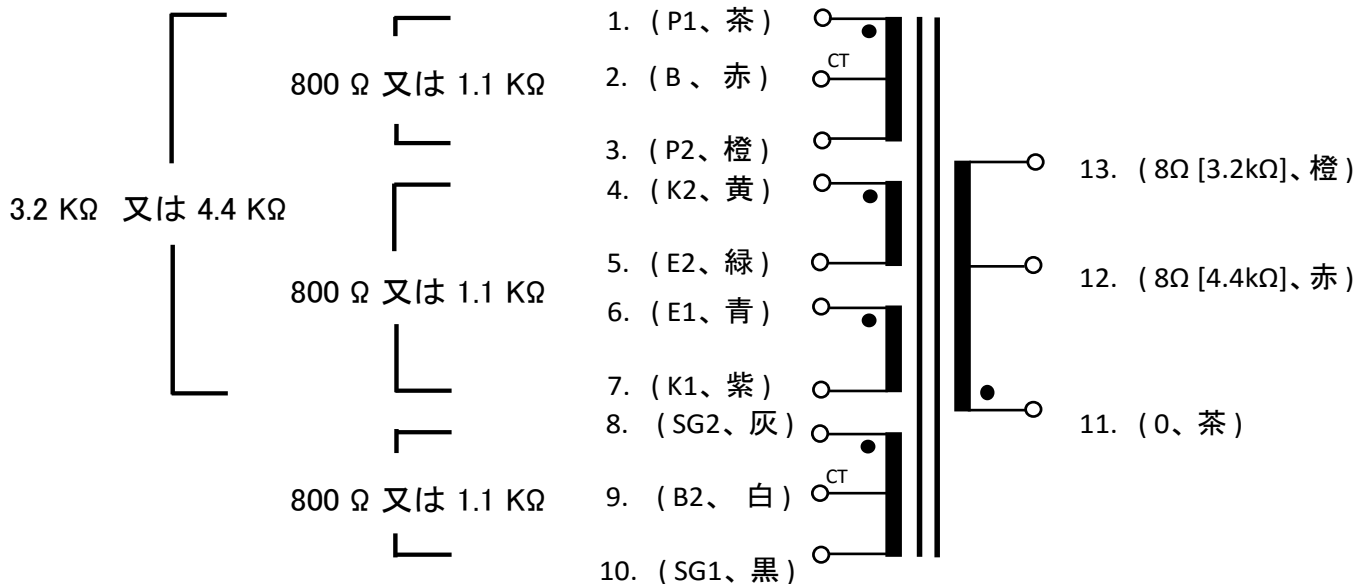 3.2 KΩ 又は 4.4 KΩ
800 Ω 又は 1.1 KΩ
800 Ω 又は 1.1 KΩ
800 Ω 又は 1.1 KΩ
1. ( P1、茶 )
2. ( B 、 赤 )
3. ( P2、橙 )
4. ( K2、黄 )
5. ( E2、緑 )
6. ( E1、青 )
7. ( K1、紫 )
8. ( SG2、灰 )
9. ( B2、 白 )
10. ( SG1、黒 )
CT
CT
13. ( 8Ω [3.2kΩ]、橙 )
12. ( 8Ω [4.4kΩ]、赤 )
11. ( 0、茶 )